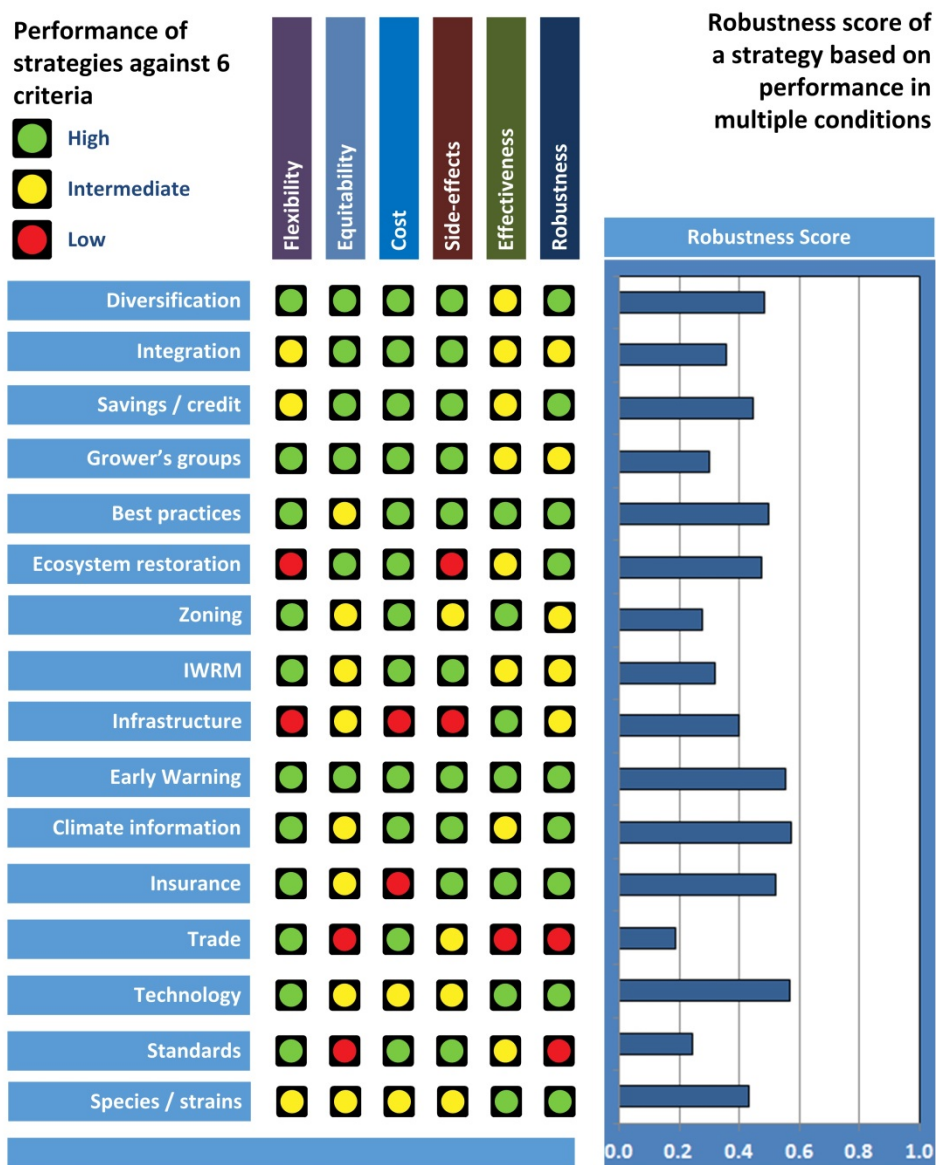 Performance of
strategies against 6
criteria
High
Intermediate
Low
Flexibility
Equitability
Cost
Side-effects
Effectiveness
Robustness
Robustness score of
a strategy based on
performance in
multiple conditions
Robustness Score
Diversification
Integration
Savings / credit
Grower’s groups
Best practices
Ecosystem restoration
Zoning
IWRM
Infrastructure
Early Warning
Climate information
Insurance
Trade
Technology
Standards
Species / strains
0.0 0.2 0.4 0.6 0.8 1.0